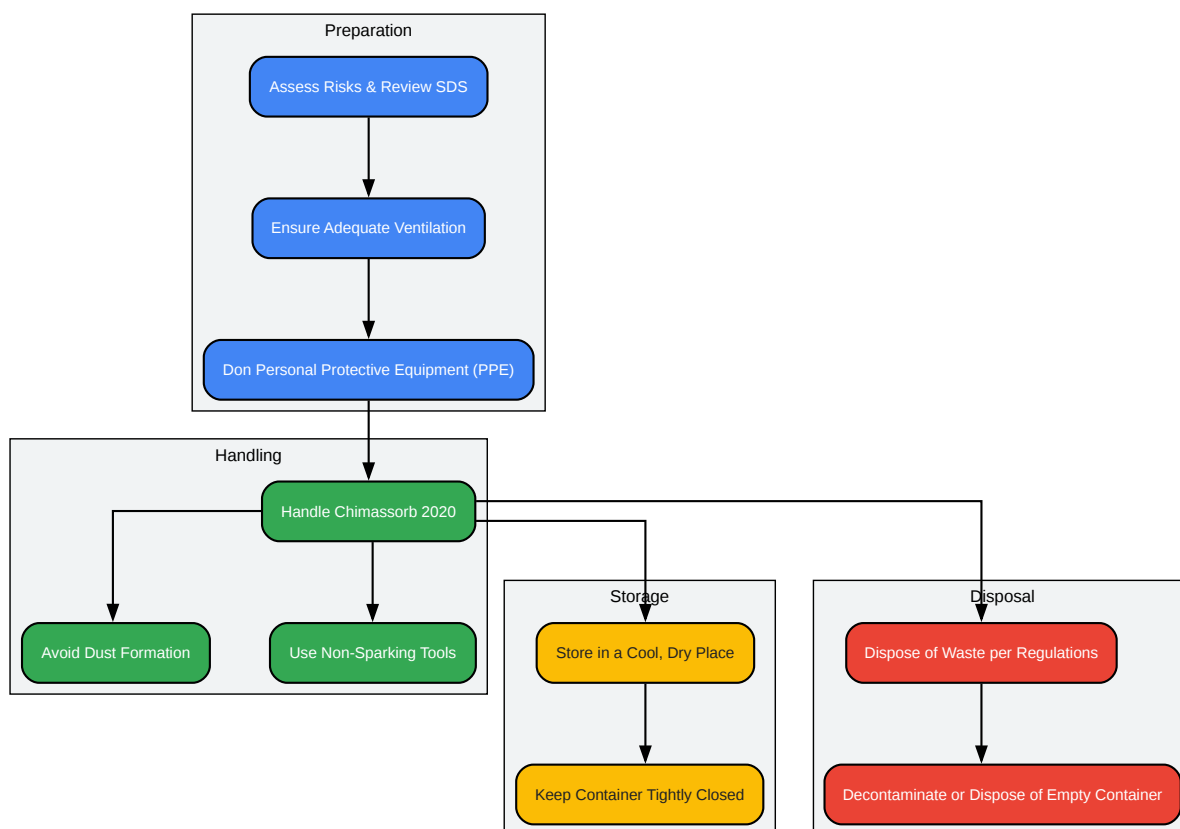 Preparation
Assess Risks & Review SDS
Ensure Adequate Ventilation
Don Personal Protective Equipment (PPE)
Handling
Handle Chimassorb 2020
Avoid Dust Formation
Use Non-Sparking Tools
Storage
Store in a Cool, Dry Place
Keep Container Tightly Closed
Disposal
Dispose of Waste per Regulations
Decontaminate or Dispose of Empty Container